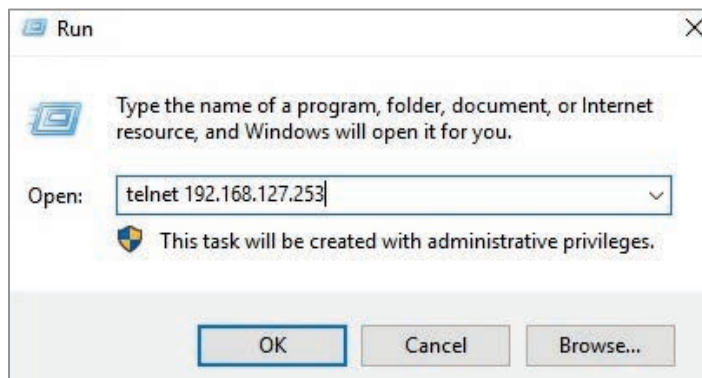 Run
Type the name of a program, folder, document, or Internet
resource, and Windows will open it for you.
Open:
telnet 192.168.127.253
This task will be created with administrative privileges.
OK
Cancel
Browse...